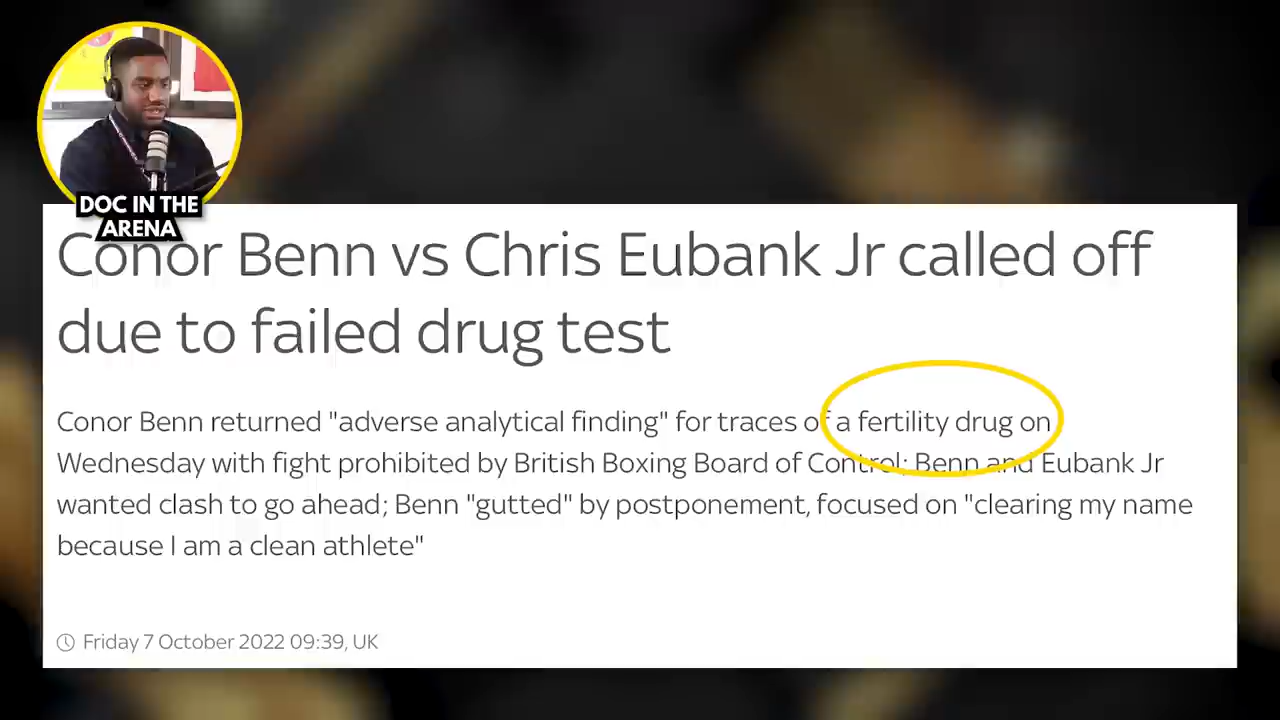 DOC IN THE
ARENA
Conor Benn vs Chris Eubank Jr called off
due to failed drug test
Conor Benn returned "adverse analytical finding" for traces of a fertility drug on
Wednesday with fight prohibited by British Boxing Board of Control; Benn and Eubank Jr
wanted clash to go ahead; Benn "gutted" by postponement, focused on "clearing my name
because I am a clean athlete"
Friday 7 October 2022 09:39, UK